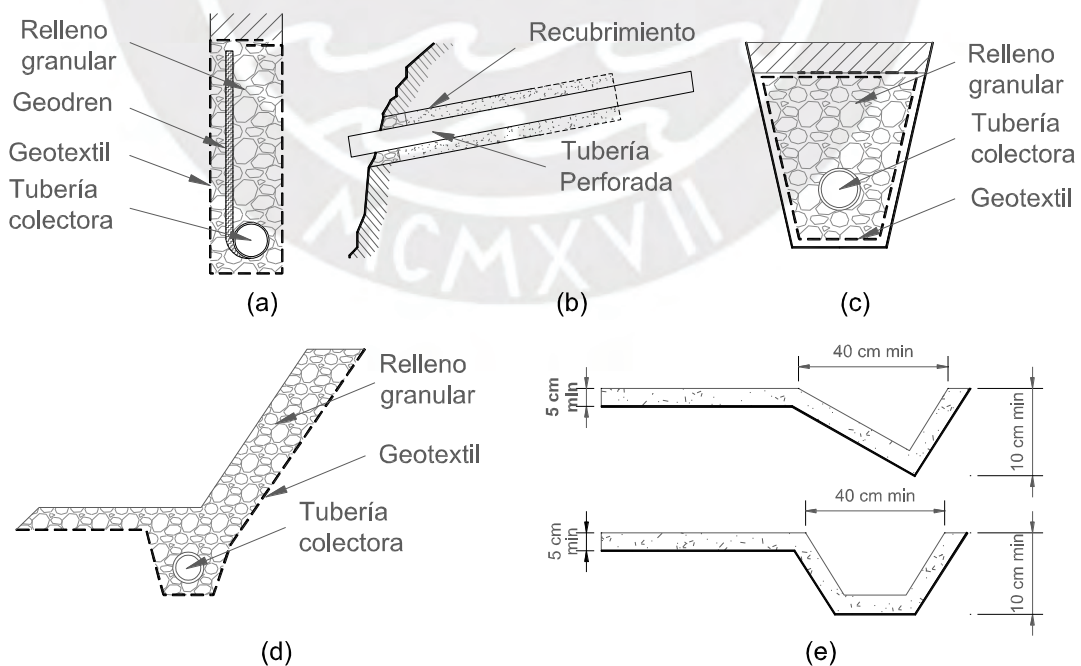 Relleno
granular
Geodren
Geotextil
Tubería
colectora
(a)
Recubrimiento
Tubería
Perforada
(b)
Relleno
granular
Tubería
colectora
Geotextil
(c)
MCMXVII
Relleno
granular
Geotextil
Tubería
colectora
(d)
40 cm min
5 cm
min
10 cm min
40 cm min
5 cm
min
10 cm min
(e)